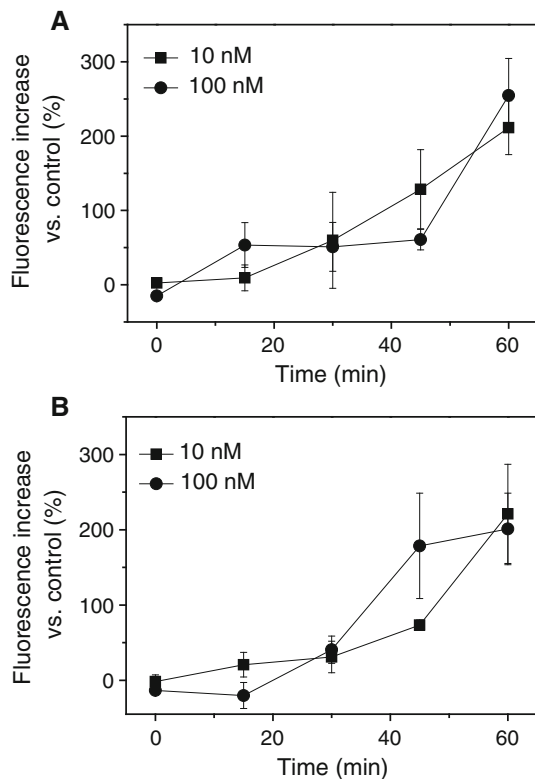 A
10 nM
100 nM
Fluorescence increase
vs. control (%)
300
200
100
0
0
20
40
60
Time (min)
B
10 nM
100 nM
Fluorescence increase
vs. control (%)
300
200
100
0
0
20
40
60
Time (min)